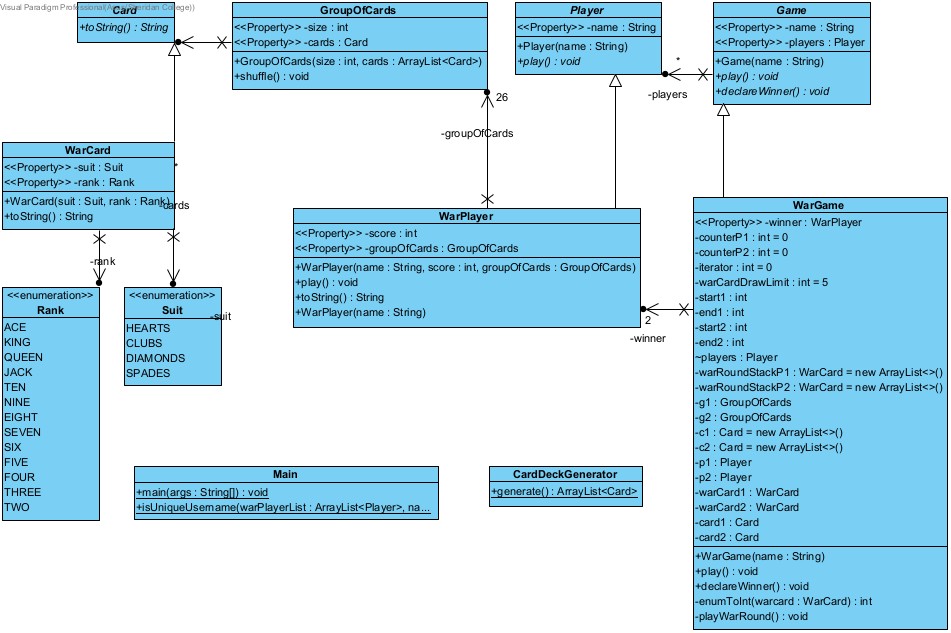 Visual Paradigm Professional(
Sheridan College))
Card
+toString() : String
GroupOfCards
<<Property>> -size : int
<<Property>> -cards : Card
+GroupOfCards(size : int, cards : ArrayList<Card>)
+shuffle() : void
Player
<<Property>> -name : String
+Player(name : String)
+play() : void
Game
<<Property>> -name : String
<<Property>> -players : Player
+Game(name : String)
+play() : void
+declareWinner() : void
*
-players
26
-groupOfCards
WarCard
<<Property>> -suit : Suit
<<Property>> -rank : Rank
+WarCard(suit : Suit, rank : Rank)
+toString() : String
*
-cards
-rank
-suit
<<enumeration>>
Rank
ACE
KING
QUEEN
JACK
TEN
NINE
EIGHT
SEVEN
SIX
FIVE
FOUR
THREE
TWO
<<enumeration>>
Suit
HEARTS
CLUBS
DIAMONDS
SPADES
WarPlayer
<<Property>> -score : int
<<Property>> -groupOfCards : GroupOfCards
+WarPlayer(name : String, score : int, groupOfCards : GroupOfCards)
+play() : void
+toString() : String
+WarPlayer(name : String)
2
-winner
WarGame
<<Property>> -winner : WarPlayer
-counterP1 : int = 0
-counterP2 : int = 0
-iterator : int = 0
-warCardDrawLimit : int = 5
-start1 : int
-end1 : int
-start2 : int
-end2 : int
~players : Player
-warRoundStackP1 : WarCard = new ArrayList<>()
-warRoundStackP2 : WarCard = new ArrayList<>()
-g1 : GroupOfCards
-g2 : GroupOfCards
-c1 : Card = new ArrayList<>()
-c2 : Card = new ArrayList<>()
-p1 : Player
-p2 : Player
-warCard1 : WarCard
-warCard2 : WarCard
-card1 : Card
-card2 : Card
+WarGame(name : String)
+play() : void
+declareWinner() : void
-enumToInt(warcard : WarCard) : int
-playWarRound() : void
Main
+main(args : String[]) : void
+isUniqueUsername(warPlayerList : ArrayList<Player>, na...
CardDeckGenerator
+generate() : ArrayList<Card>